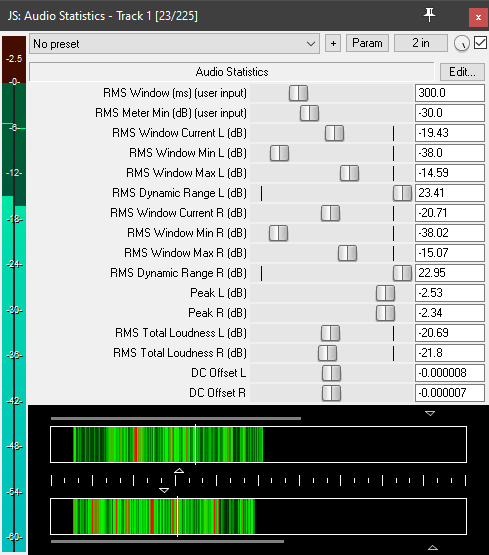 JS: Audio Statistics - Track 1 [23/225]
No preset
+
Param
2 in
Audio Statistics
Edit...
RMS Window (ms) (user input) 300.0
RMS Meter Min (dB) (user input) -30.0
RMS Window Current L (dB) -19.43
RMS Window Min L (dB) -38.0
RMS Window Max L (dB) -14.59
RMS Dynamic Range L (dB) 23.41
RMS Window Current R (dB) -20.71
RMS Window Min R (dB) -38.02
RMS Window Max R (dB) -15.07
RMS Dynamic Range R (dB) 22.95
Peak L (dB) -2.53
Peak R (dB) -2.34
RMS Total Loudness L (dB) -20.69
RMS Total Loudness R (dB) -21.8
DC Offset L -0.000008
DC Offset R -0.000007
-2.5
-0-
-6-
-12-
-18-
-24-
-30-
-36-
-42-
-48-
-54-
-60-